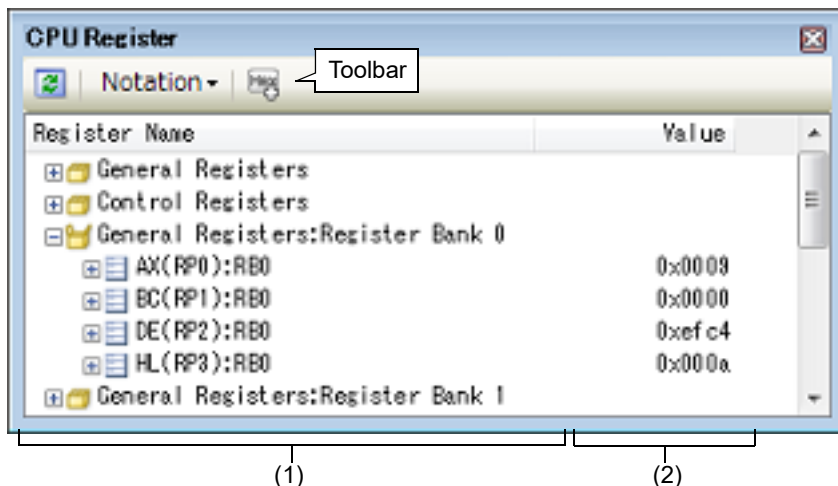 CPU Register
Notation
Hex
Toolbar
Register Name Value
General Registers
Control Registers
General Registers:Register Bank 0
AX(RP0):RB0 0x0009
BC(RP1):RB0 0x0000
DE(RP2):RB0 0xefc4
HL(RP3):RB0 0x000a
General Registers:Register Bank 1
(1) (2)